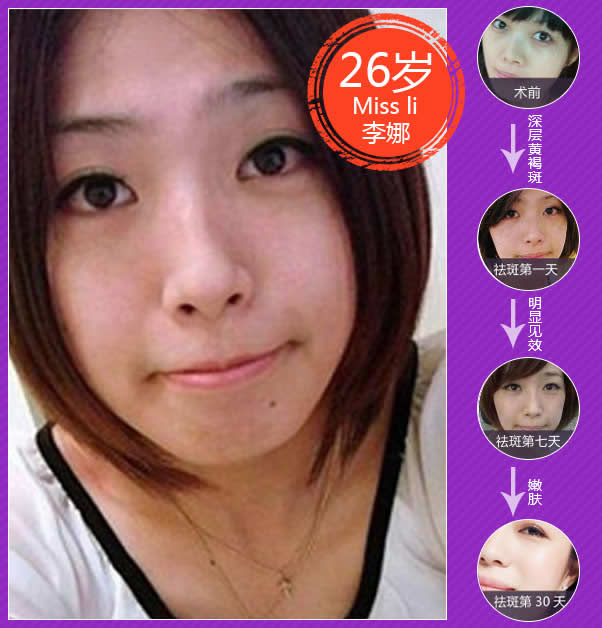 26岁
Miss li
李娜
术前
深层黄褐斑
祛斑第一天
明显见效
祛斑第七天
嫩肤
祛斑第 30 天